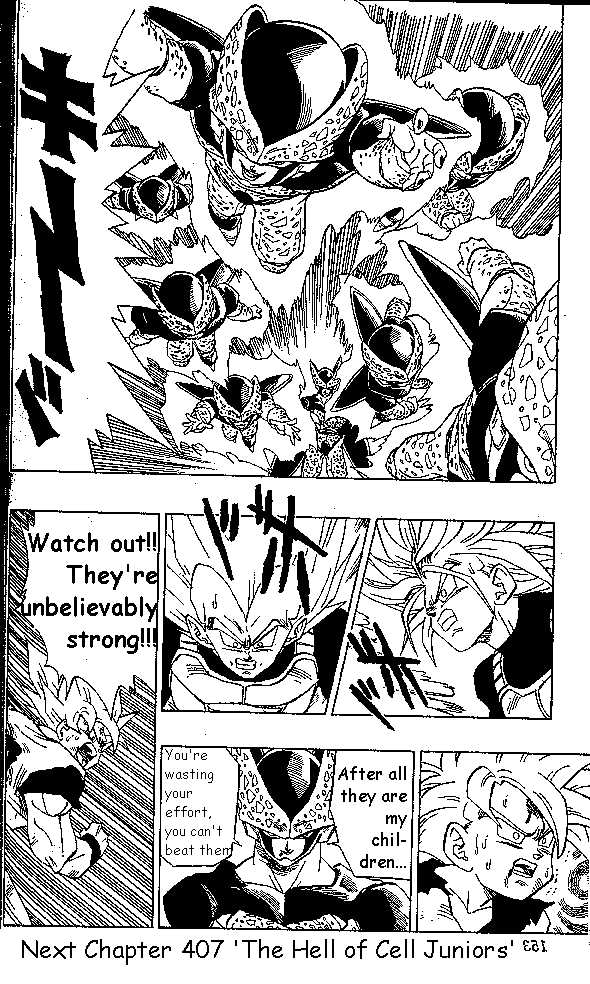 Watch out!!
They're
unbelievably
strong!!!
You're
wasting
your
effort,
you can't
beat them
After all
they are
my
chil-
dren...
Next Chapter 407 'The Hell of Cell Juniors'